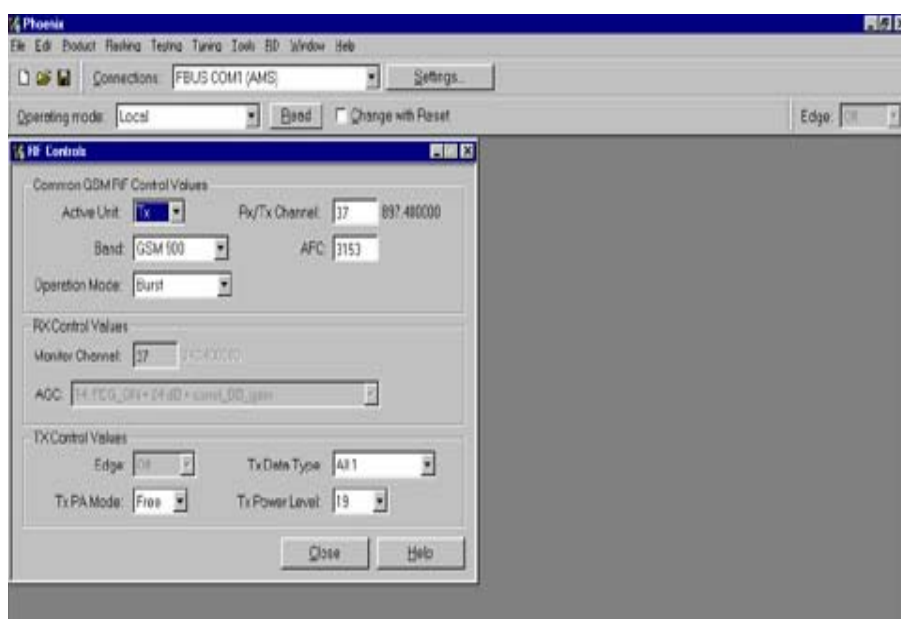 Phoenix
File Edit Product Flashing Testing Tuning Tools BID Window Help
Connections: FBUS COM1 (AMS) Settings...
Operating mode: Local Read Change with Reset Edge: Off
RF Controls
Common GSM RF Control Values
Active Unit: Tx Rx/Tx Channel: 37 897.400000
Band: GSM 900 AFC: 3153
Operation Mode: Burst
RX Control Values
Monitor Channel: 37
AGC:
TX Control Values
Edge: Off Tx Data Type: All 1
Tx PA Mode: Free Tx Power Level: 19
Close Help